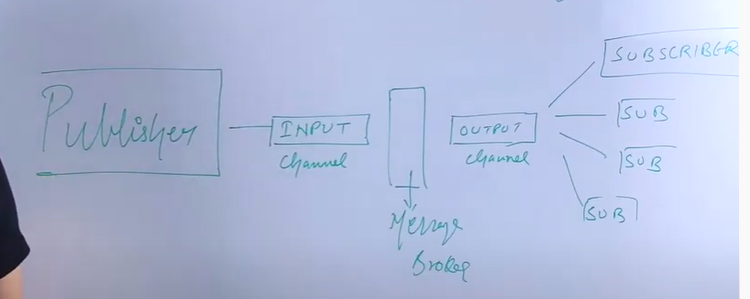 Publisher
INPUT
channel
Message
Broker
OUTPUT
channel
SUBSCRIBER
SUB
SUB
SUB